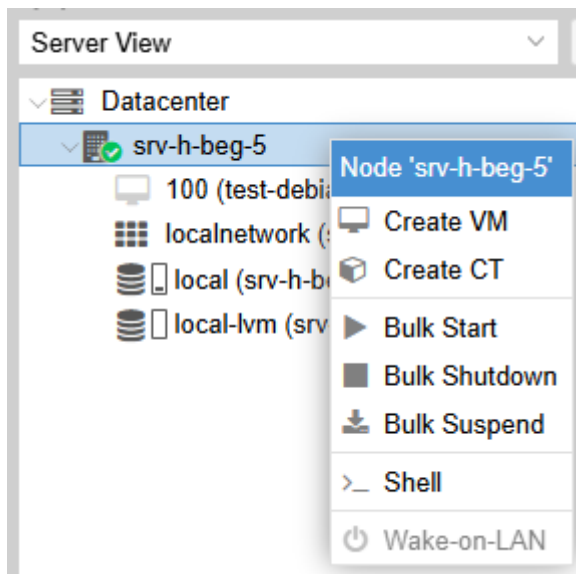 Server View
Datacenter
srv-h-beg-5
Node 'srv-h-beg-5'
100 (test-debi
Create VM
localnetwork (
Create CT
local (srv-h-b
local-lvm (srv
Bulk Start
Bulk Shutdown
Bulk Suspend
>_ Shell
Wake-on-LAN